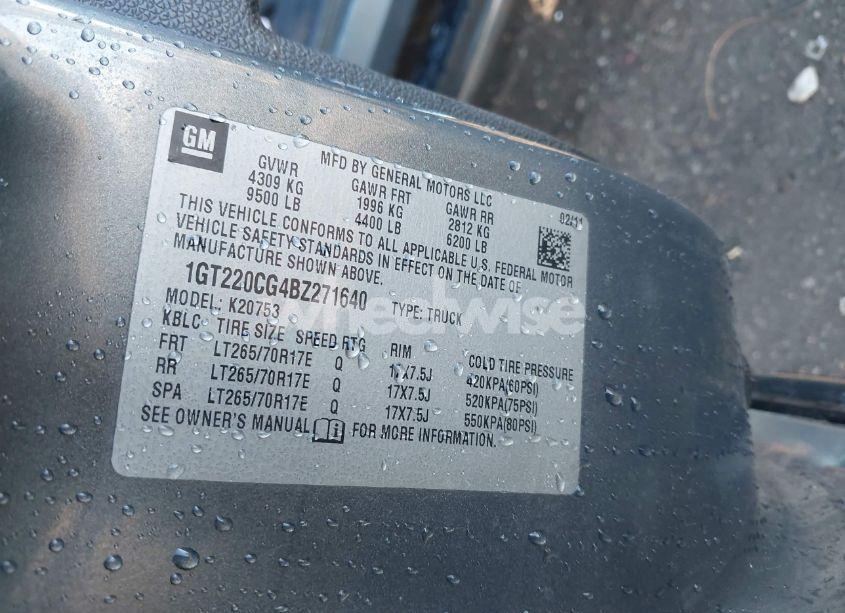 GM
MFD BY GENERAL MOTORS LLC
02/11
GVWR GAWR FRT GAWR RR
4309 KG 1996 KG 2812 KG
9500 LB 4400 LB 6200 LB
THIS VEHICLE CONFORMS TO ALL APPLICABLE U.S. FEDERAL MOTOR
VEHICLE SAFETY STANDARDS IN EFFECT ON THE DATE OF
MANUFACTURE SHOWN ABOVE.
1GT220CG4BZ271640 TYPE: TRUCK
MODEL: K20753
KBLC: TIRE SIZE SPEED RTG RIM COLD TIRE PRESSURE
FRT LT265/70R17E Q 17X7.5J 420KPA(60PSI)
RR LT265/70R17E Q 17X7.5J 520KPA(75PSI)
SPA LT265/70R17E Q 17X7.5J 550KPA(80PSI)
SEE OWNER'S MANUAL i FOR MORE INFORMATION.